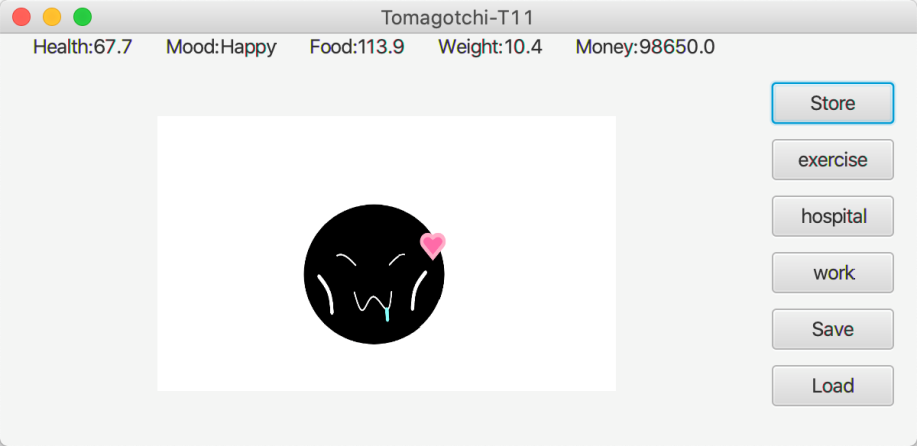 Tomagotchi-T11
Health:67.7 Mood:Happy Food:113.9 Weight:10.4 Money:98650.0
Store
exercise
hospital
work
Save
Load